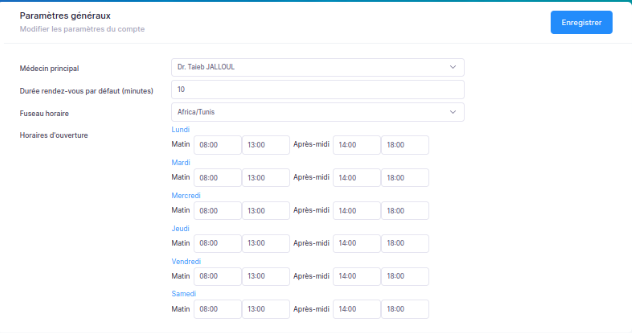 Paramètres généraux
Modifier les paramètres du compte
Enregistrer
Médecin principal
Dr. Taieb JALLOUL
Durée rendez-vous par défaut (minutes)
10
Fuseau horaire
Africa/Tunis
Horaires d'ouverture
Lundi
Matin 08:00 13:00 Après-midi 14:00 18:00
Mardi
Matin 08:00 13:00 Après-midi 14:00 18:00
Mercredi
Matin 08:00 13:00 Après-midi 14:00 18:00
Jeudi
Matin 08:00 13:00 Après-midi 14:00 18:00
Vendredi
Matin 08:00 13:00 Après-midi 14:00 18:00
Samedi
Matin 08:00 13:00 Après-midi 14:00 18:00